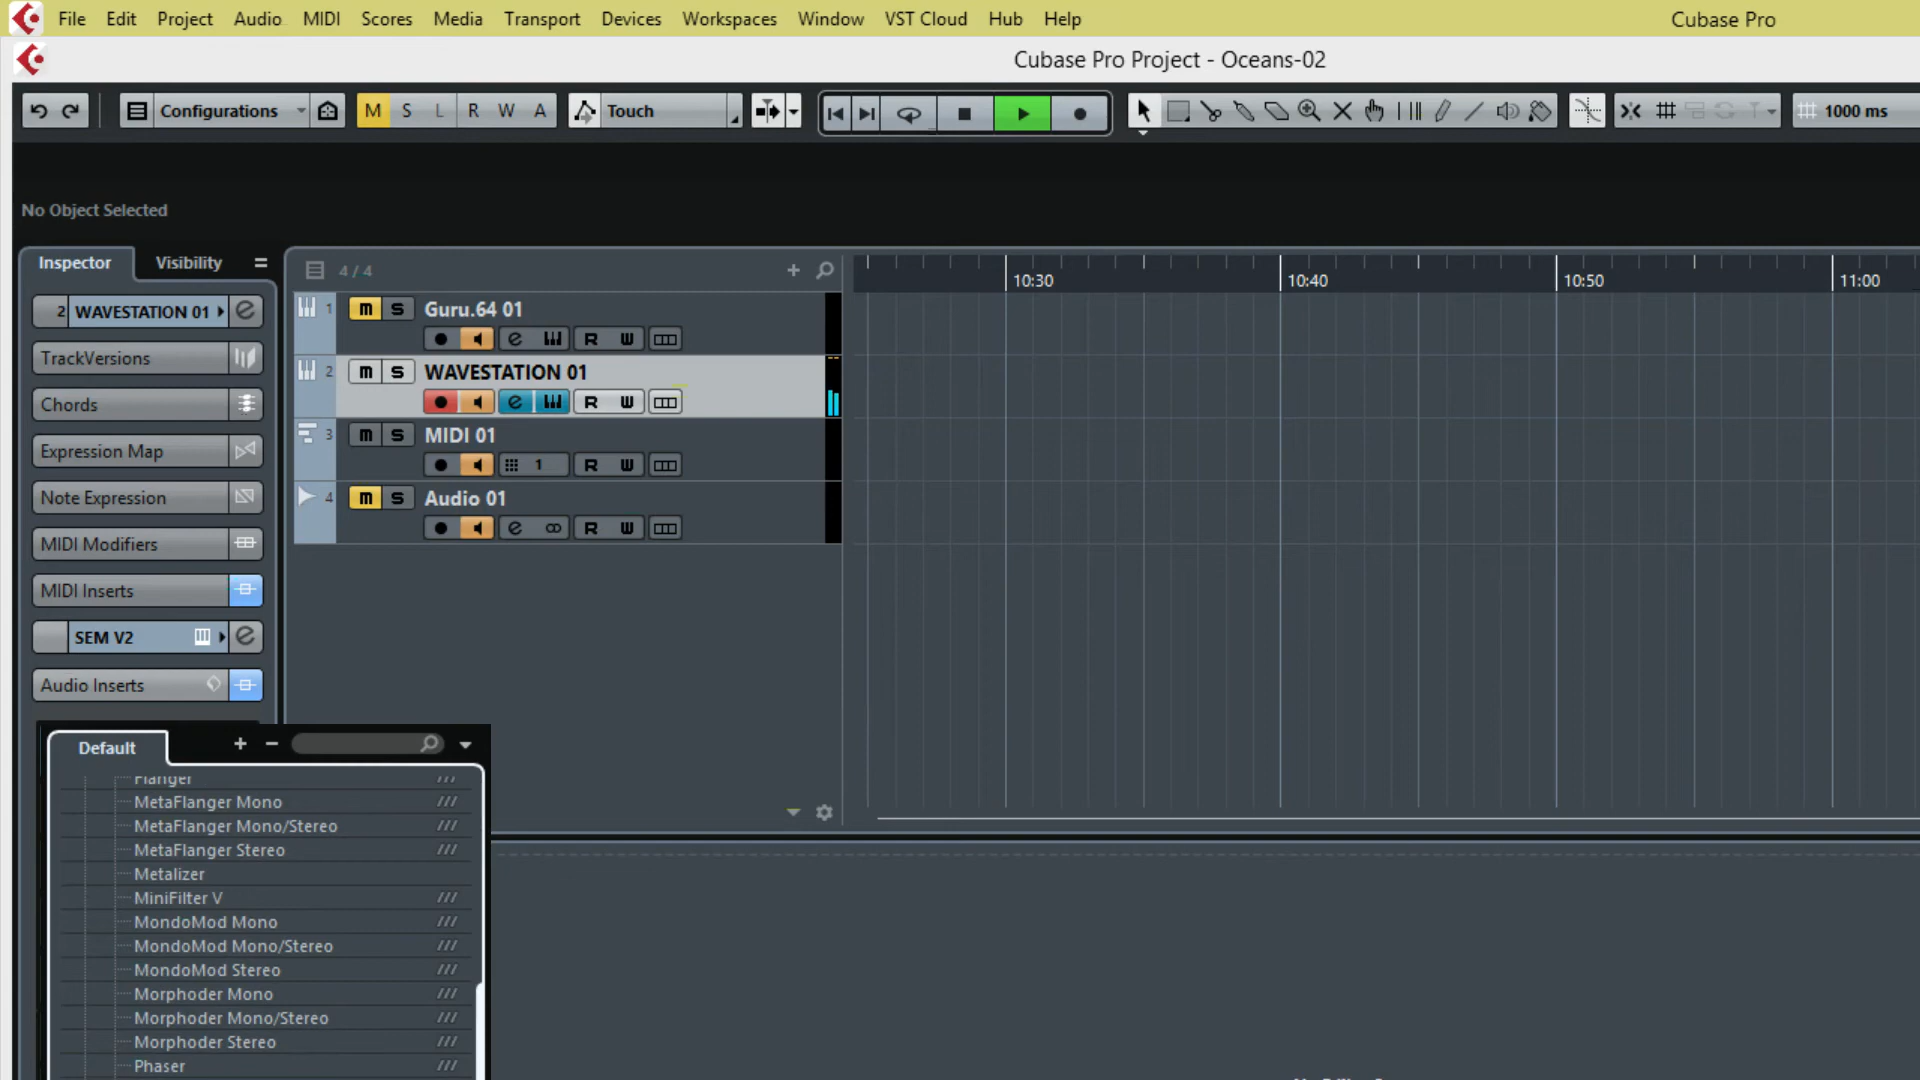 File Edit Project Audio MIDI Scores Media Transport Devices Workspaces Window VST Cloud Hub Help Cubase Pro
Cubase Pro Project - Oceans-02
Configurations M S L R W A Touch 1000 ms
No Object Selected
Inspector Visibility
4 / 4
10:30 10:40 10:50 11:00
2 WAVESTATION 01 e
TrackVersions
Chords
Expression Map
Note Expression
MIDI Modifiers
MIDI Inserts
SEM V2 e
Audio Inserts
1 m S Guru.64 01
e R W
2 m S WAVESTATION 01
e R W
3 m S MIDI 01
1 R W
4 m S Audio 01
e R W
Default
Flanger
MetaFlanger Mono
MetaFlanger Mono/Stereo
MetaFlanger Stereo
Metalizer
MiniFilter V
MondoMod Mono
MondoMod Mono/Stereo
MondoMod Stereo
Morphoder Mono
Morphoder Mono/Stereo
Morphoder Stereo
Phaser